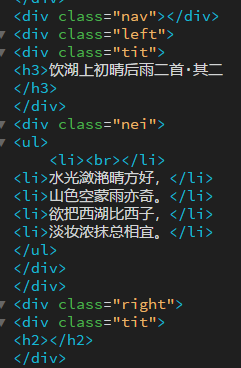 <div class="nav"></div>
<div class="left">
<div class="tit">
<h3>饮湖上初晴后雨二首·其二
</h3>
</div>
<div class="nei">
<ul>
<li><br></li>
<li>水光潋滟晴方好，</li>
<li>山色空蒙雨亦奇。</li>
<li>欲把西湖比西子，</li>
<li>淡妆浓抹总相宜。</li>
</ul>
</div>
</div>
<div class="right">
<div class="tit">
<h2></h2>
</div>